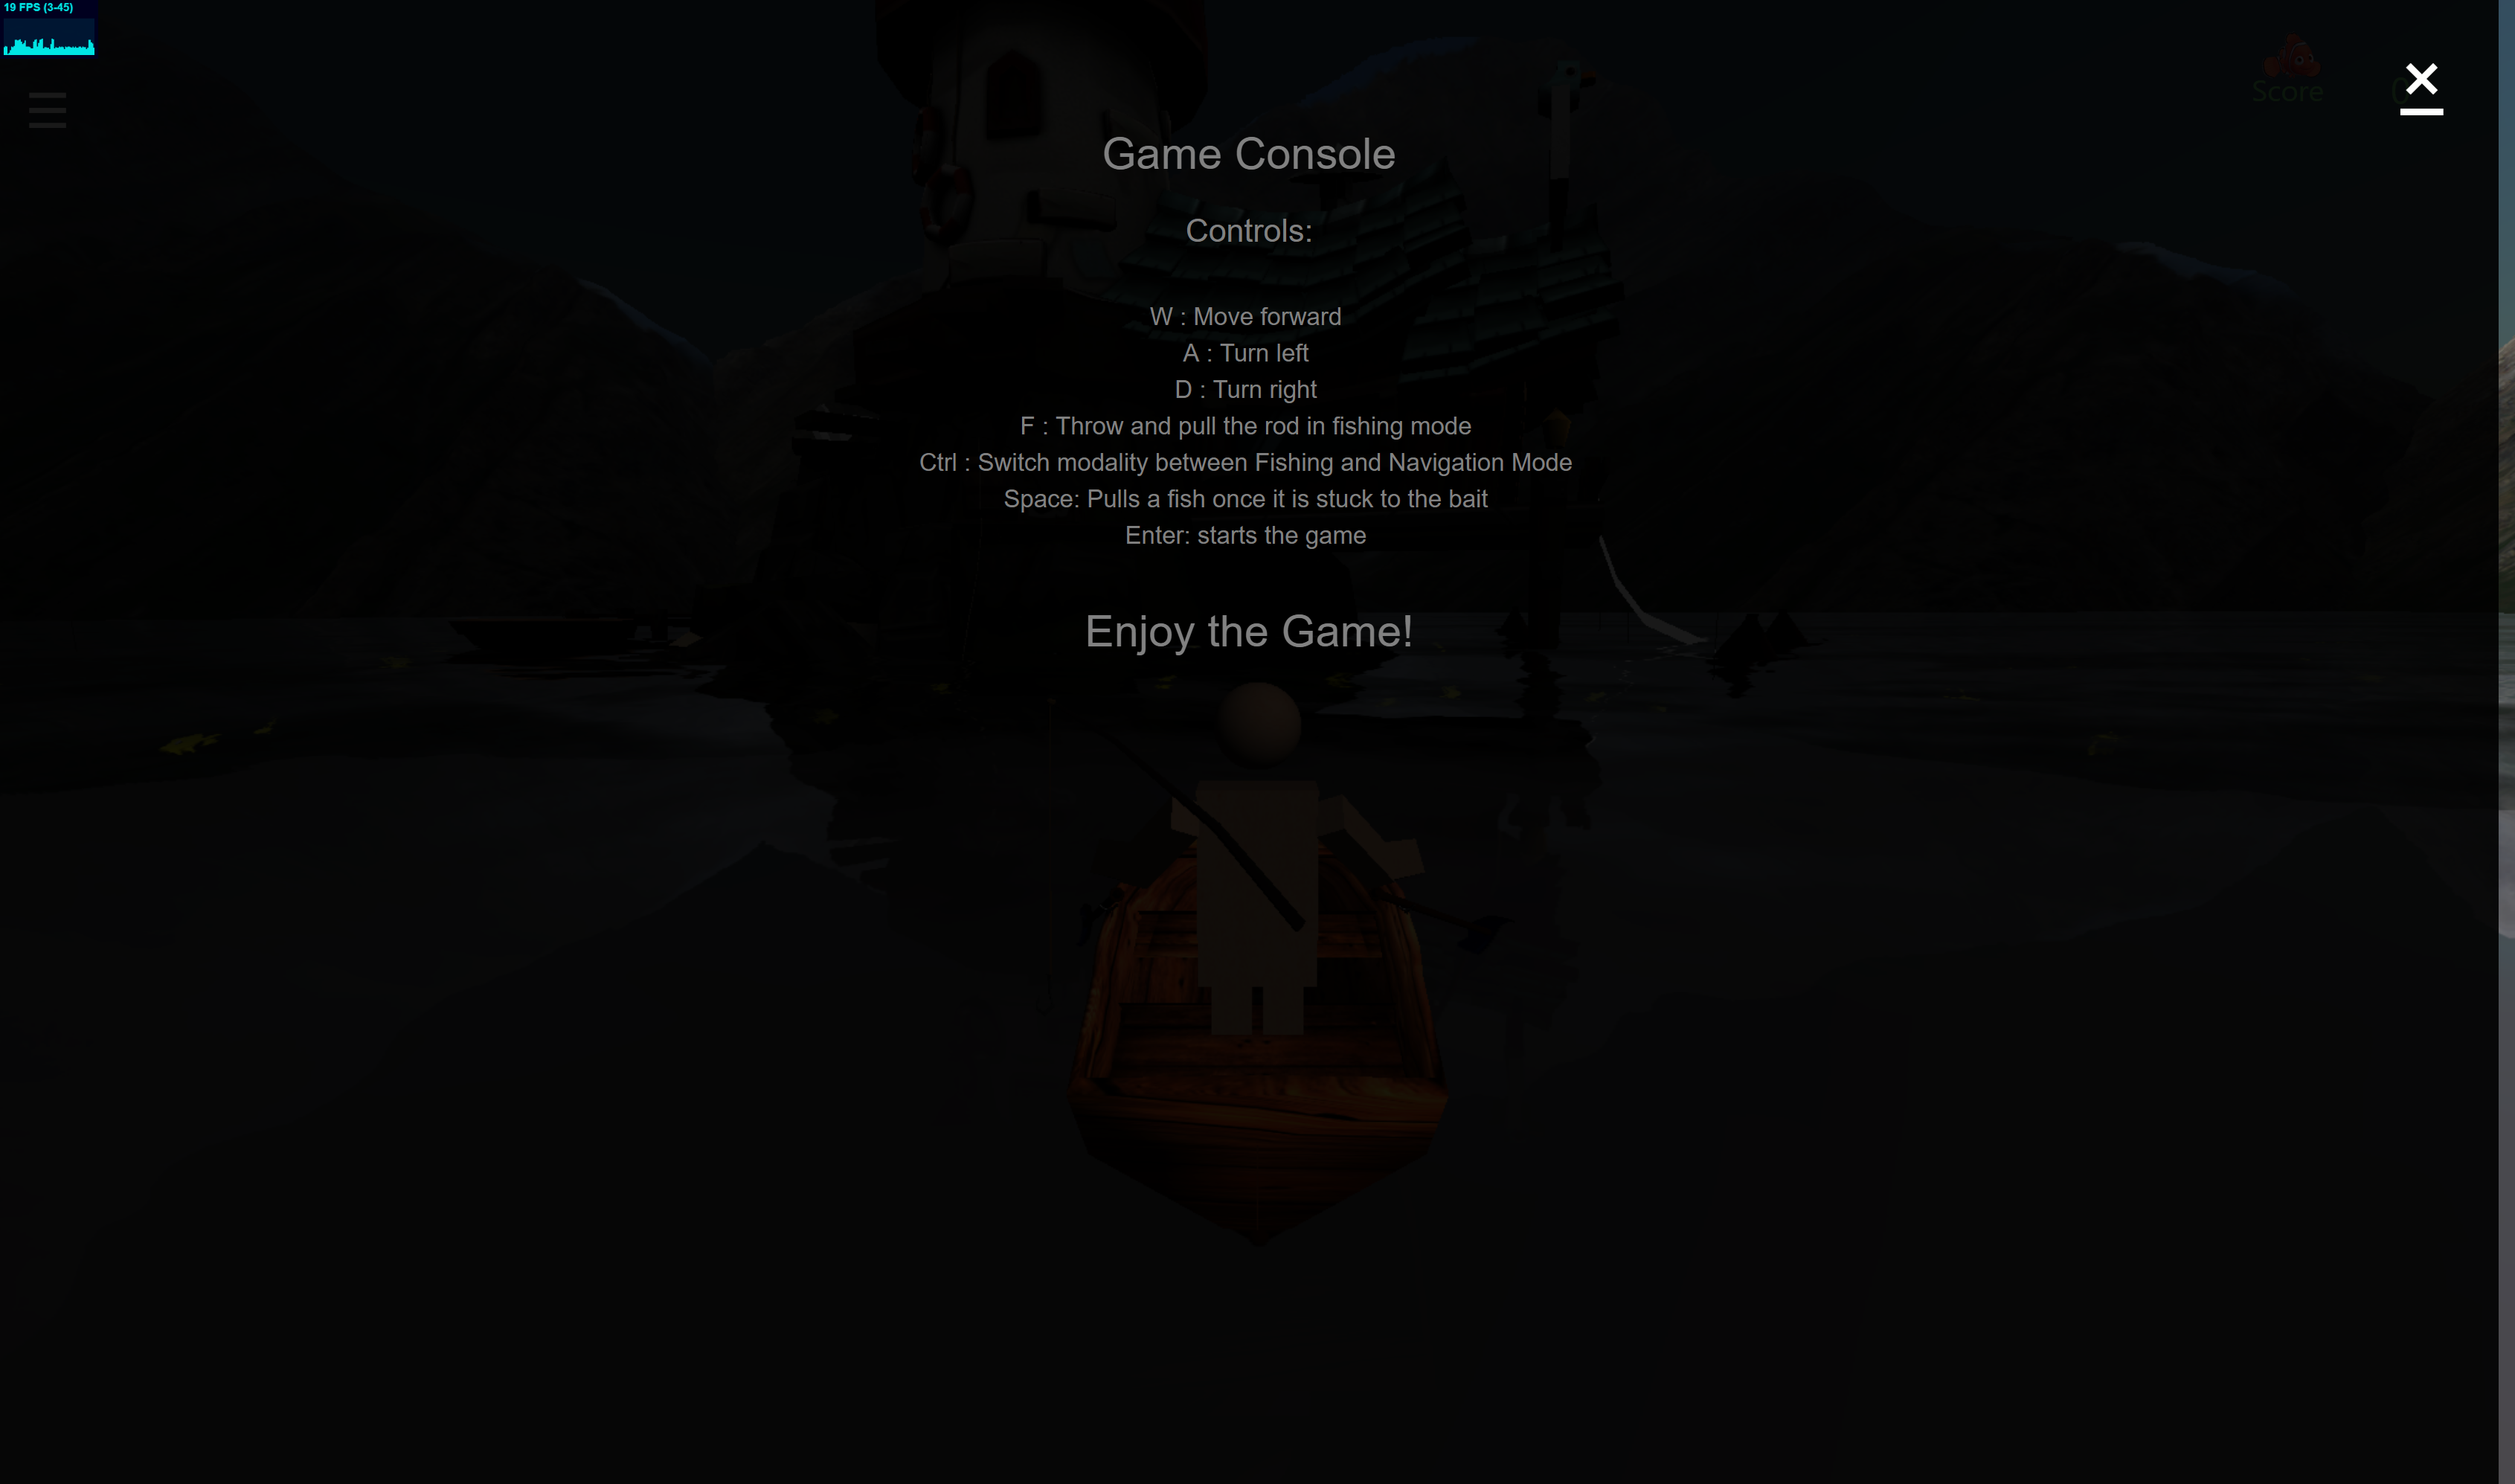 19 FPS (3-45)
Score 0
Game Console
Controls:
W : Move forward
A : Turn left
D : Turn right
F : Throw and pull the rod in fishing mode
Ctrl : Switch modality between Fishing and Navigation Mode
Space: Pulls a fish once it is stuck to the bait
Enter: starts the game
Enjoy the Game!